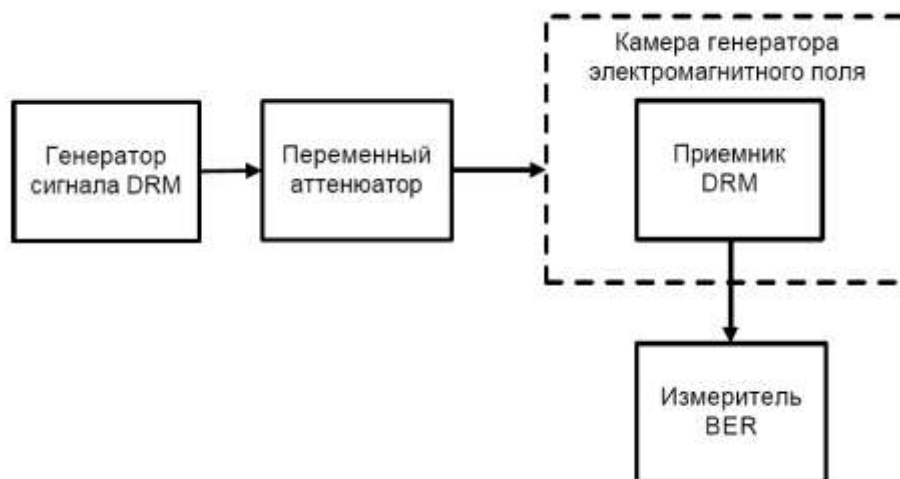 Камера генератора
электромагнитного поля
Генератор
сигнала DRM
Переменный
аттенюатор
Приемник
DRM
Измеритель
BER